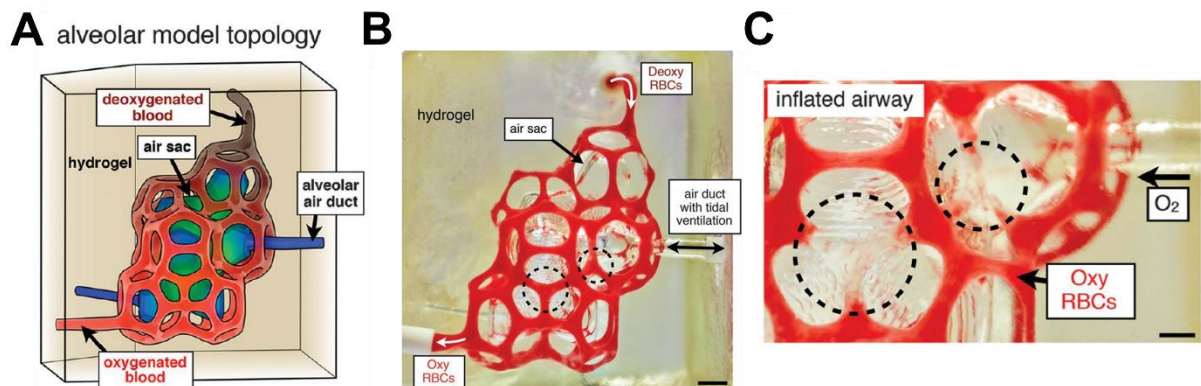 A
alveolar model topology
deoxygenated
blood
air sac
hydrogel
alveolar
air duct
oxygenated
blood
B
Deoxy
RBCs
hydrogel
air sac
air duct
with tidal
ventilation
Oxy
RBCs
C
inflated airway
O₂
Oxy
RBCs